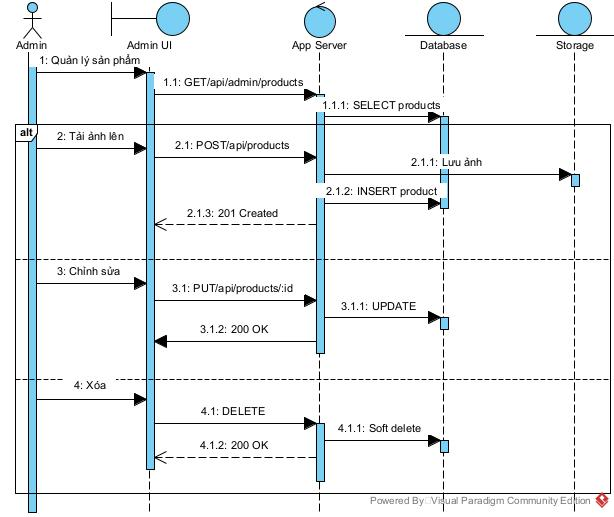 Admin
Admin UI
App Server
Database
Storage
1: Quản lý sản phẩm
1.1: GET/api/admin/products
1.1.1: SELECT products
alt
2: Tải ảnh lên
2.1: POST/api/products
2.1.1: Lưu ảnh
2.1.2: INSERT product
2.1.3: 201 Created
3: Chỉnh sửa
3.1: PUT/api/products/:id
3.1.1: UPDATE
3.1.2: 200 OK
4: Xóa
4.1: DELETE
4.1.1: Soft delete
4.1.2: 200 OK
Powered By Visual Paradigm Community Edition